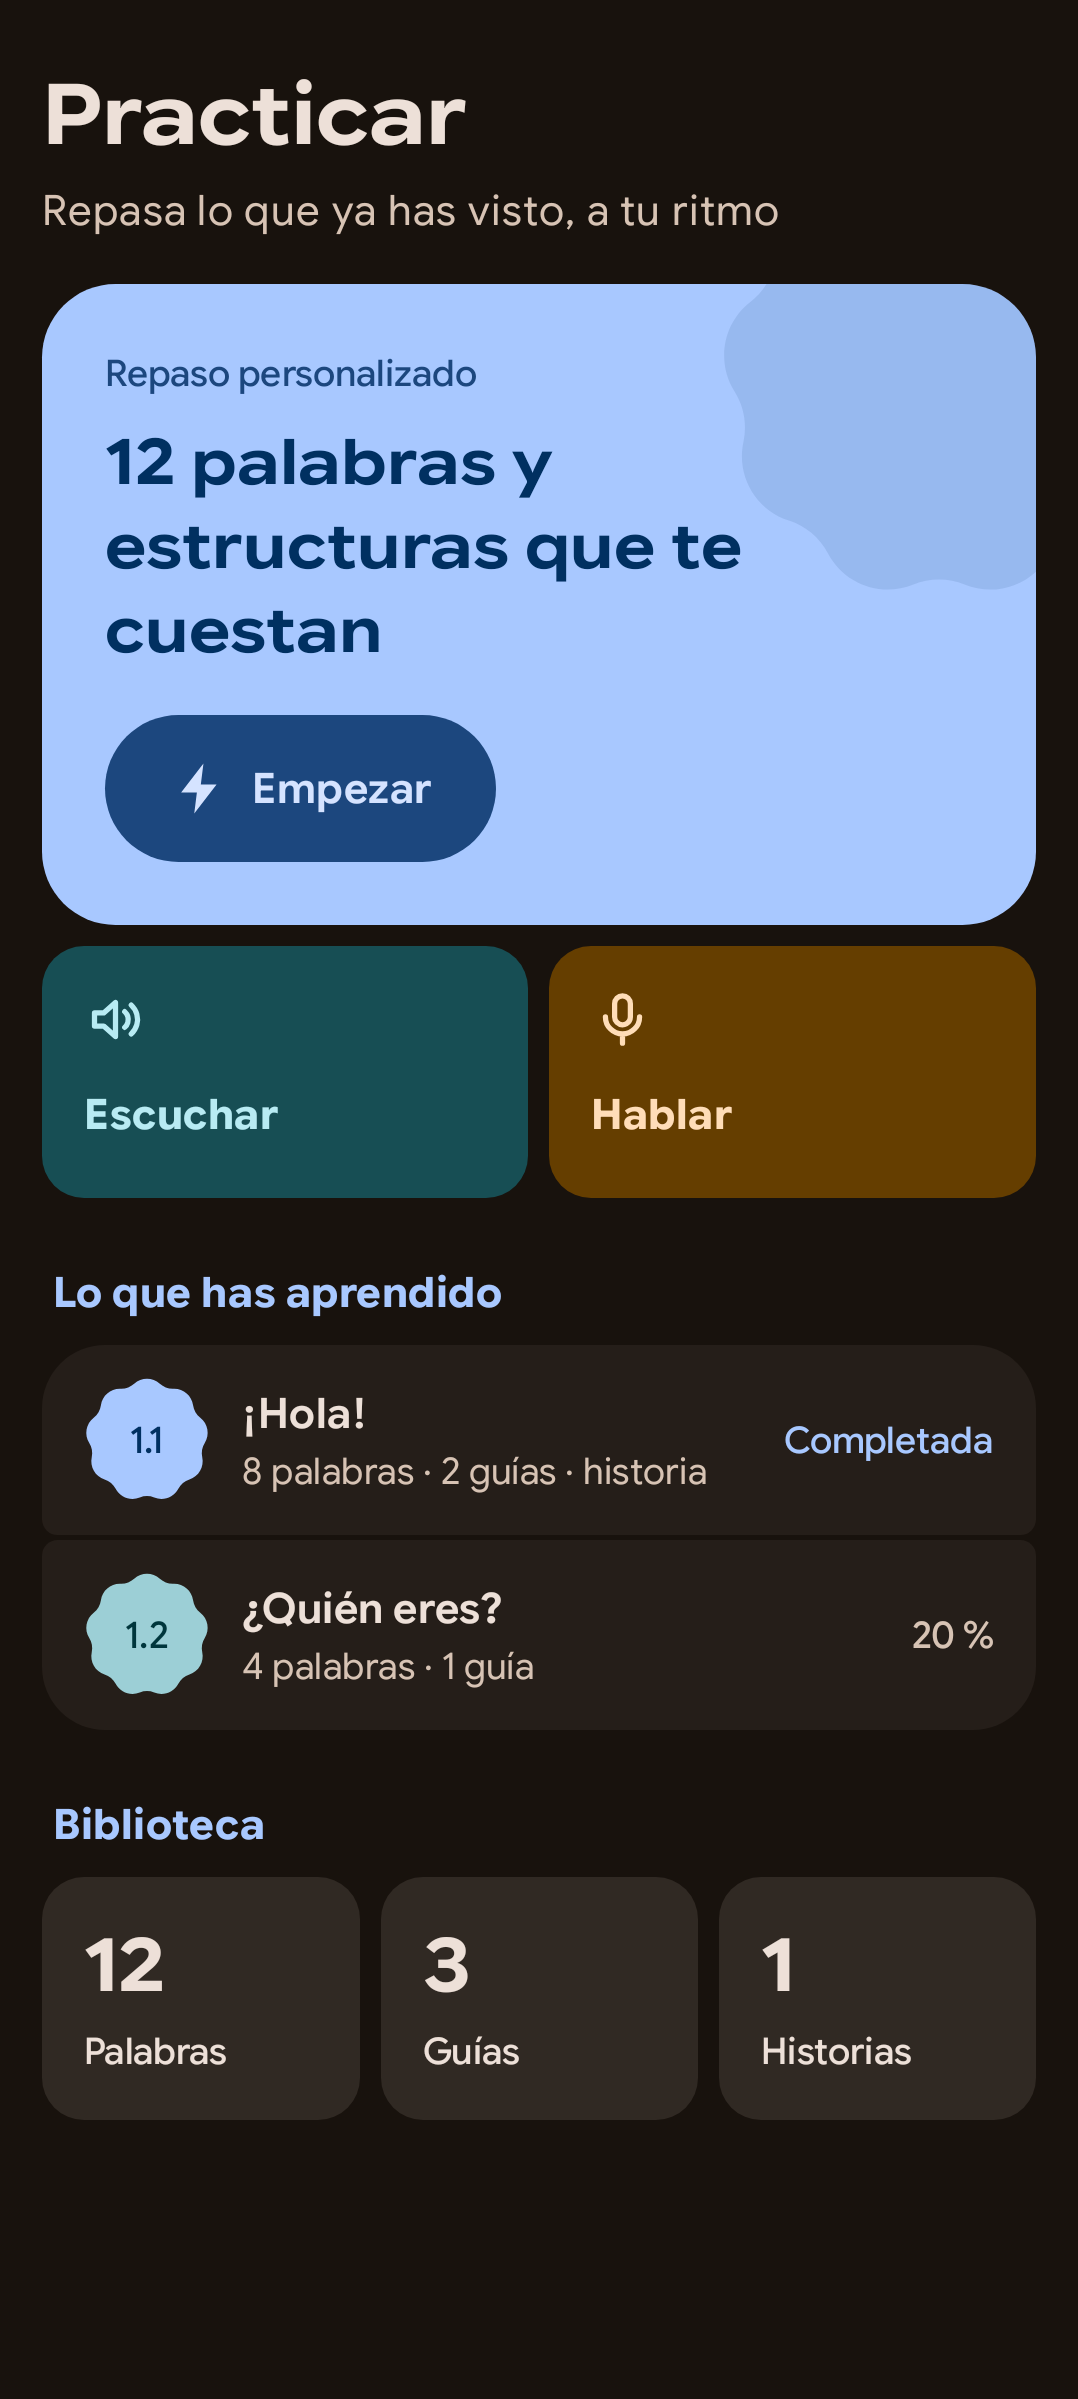 Practicar
Repasa lo que ya has visto, a tu ritmo
Repaso personalizado
12 palabras y
estructuras que te
cuestan
Empezar
Escuchar
Hablar
Lo que has aprendido
1.1
¡Hola!
8 palabras · 2 guías · historia
Completada
1.2
¿Quién eres?
4 palabras · 1 guía
20 %
Biblioteca
12
Palabras
3
Guías
1
Historias